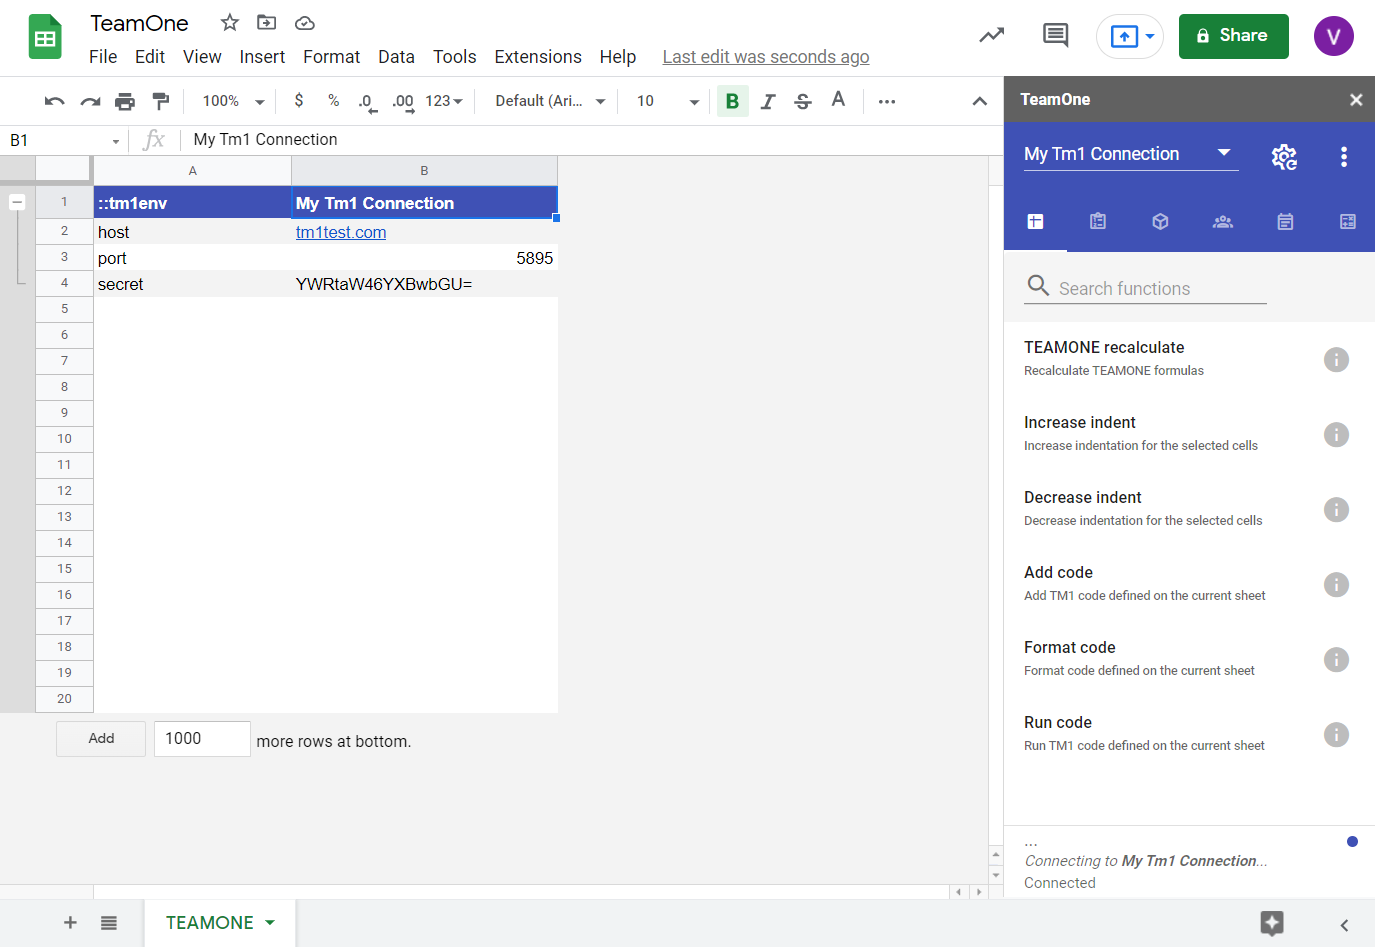 TeamOne
File Edit View Insert Format Data Tools Extensions Help Last edit was seconds ago
Share
V
100% $ % .0 .00 123 Default (Ari... 10 B I S A ...
B1 fx My Tm1 Connection
A B
1 ::tm1env My Tm1 Connection
2 host tm1test.com
3 port 5895
4 secret YWRtaW46YXBwbGU=
5
6
7
8
9
10
11
12
13
14
15
16
17
18
19
20
Add 1000 more rows at bottom.
TEAMONE
TeamOne
My Tm1 Connection
Search functions
TEAMONE recalculate
Recalculate TEAMONE formulas
Increase indent
Increase indentation for the selected cells
Decrease indent
Decrease indentation for the selected cells
Add code
Add TM1 code defined on the current sheet
Format code
Format code defined on the current sheet
Run code
Run TM1 code defined on the current sheet
...
Connecting to My Tm1 Connection...
Connected